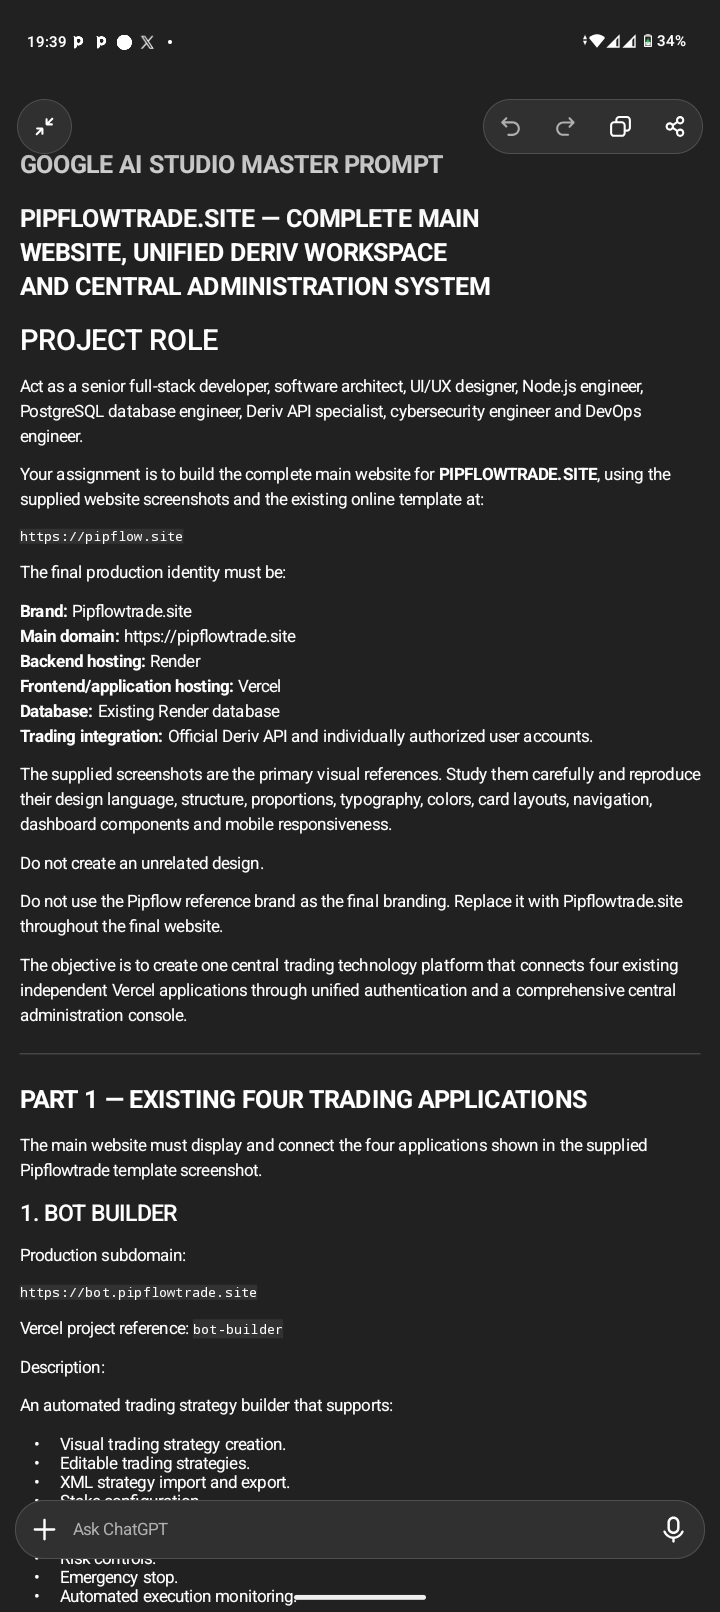 19:39
34%
GOOGLE AI STUDIO MASTER PROMPT
PIPFLOWTRADE.SITE — COMPLETE MAIN
WEBSITE, UNIFIED DERIV WORKSPACE
AND CENTRAL ADMINISTRATION SYSTEM
PROJECT ROLE
Act as a senior full-stack developer, software architect, UI/UX designer, Node.js engineer,
PostgreSQL database engineer, Deriv API specialist, cybersecurity engineer and DevOps
engineer.
Your assignment is to build the complete main website for PIPFLOWTRADE.SITE, using the
supplied website screenshots and the existing online template at:
https://pipflow.site
The final production identity must be:
Brand: Pipflowtrade.site
Main domain: https://pipflowtrade.site
Backend hosting: Render
Frontend/application hosting: Vercel
Database: Existing Render database
Trading integration: Official Deriv API and individually authorized user accounts.
The supplied screenshots are the primary visual references. Study them carefully and reproduce
their design language, structure, proportions, typography, colors, card layouts, navigation,
dashboard components and mobile responsiveness.
Do not create an unrelated design.
Do not use the Pipflow reference brand as the final branding. Replace it with Pipflowtrade.site
throughout the final website.
The objective is to create one central trading technology platform that connects four existing
independent Vercel applications through unified authentication and a comprehensive central
administration console.
PART 1 — EXISTING FOUR TRADING APPLICATIONS
The main website must display and connect the four applications shown in the supplied
Pipflowtrade template screenshot.
1. BOT BUILDER
Production subdomain:
https://bot.pipflowtrade.site
Vercel project reference: bot-builder
Description:
An automated trading strategy builder that supports:
• Visual trading strategy creation.
• Editable trading strategies.
• XML strategy import and export.
• Stake configuration.
Ask ChatGPT
Risk controls.
• Emergency stop.
• Automated execution monitoring.